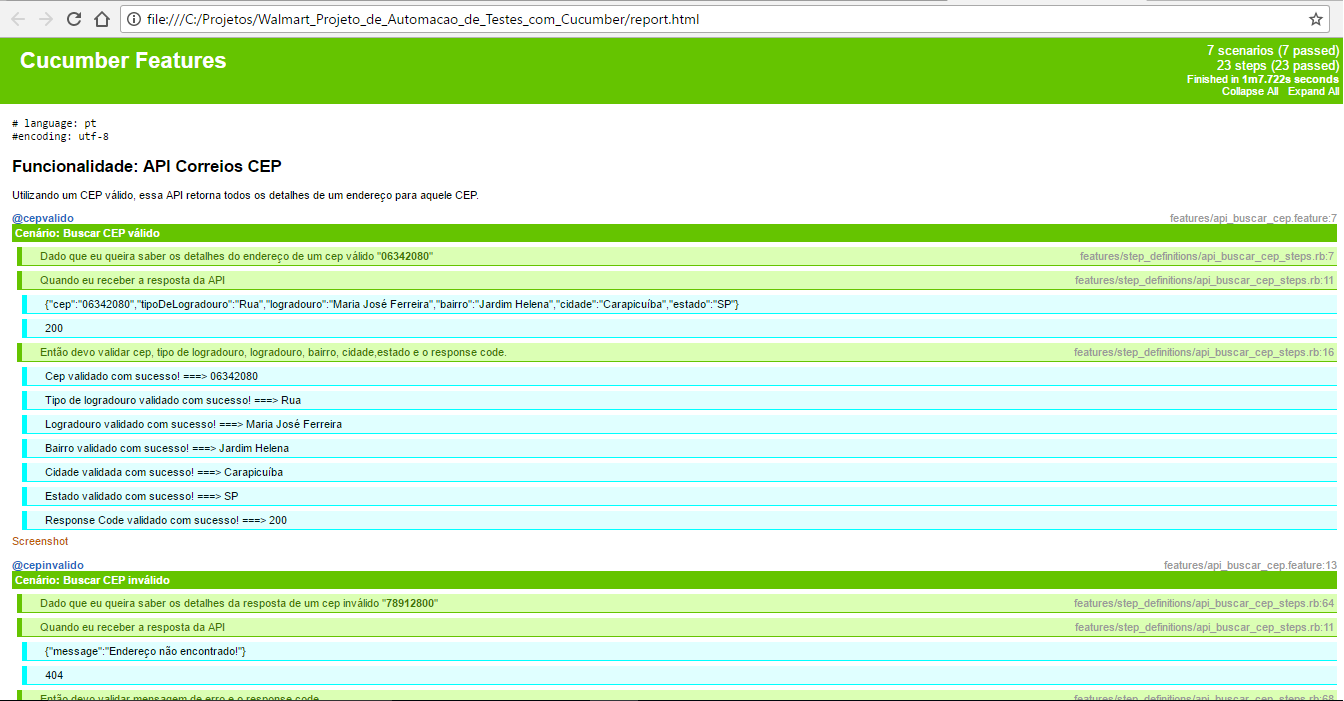 file:///C:/Projetos/Walmart_Projeto_de_Automacao_de_Testes_com_Cucumber/report.html
Cucumber Features
7 scenarios (7 passed)
23 steps (23 passed)
Finished in 1m7.722s seconds
Collapse All Expand All
# language: pt
#encoding: utf-8
Funcionalidade: API Correios CEP
Utilizando um CEP válido, essa API retorna todos os detalhes de um endereço para aquele CEP.
@cepvalido features/api_buscar_cep.feature:7
Cenário: Buscar CEP válido
Dado que eu queira saber os detalhes do endereço de um cep válido "06342080" features/step_definitions/api_buscar_cep_steps.rb:7
Quando eu receber a resposta da API features/step_definitions/api_buscar_cep_steps.rb:11
{"cep":"06342080","tipoDeLogradouro":"Rua","logradouro":"Maria José Ferreira","bairro":"Jardim Helena","cidade":"Carapicuíba","estado":"SP"}
200
Então devo validar cep, tipo de logradouro, logradouro, bairro, cidade,estado e o response code. features/step_definitions/api_buscar_cep_steps.rb:16
Cep validado com sucesso! ===> 06342080
Tipo de logradouro validado com sucesso! ===> Rua
Logradouro validado com sucesso! ===> Maria José Ferreira
Bairro validado com sucesso! ===> Jardim Helena
Cidade validada com sucesso! ===> Carapicuíba
Estado validado com sucesso! ===> SP
Response Code validado com sucesso! ===> 200
Screenshot
@cepinvalido features/api_buscar_cep.feature:13
Cenário: Buscar CEP inválido
Dado que eu queira saber os detalhes da resposta de um cep inválido "78912800" features/step_definitions/api_buscar_cep_steps.rb:64
Quando eu receber a resposta da API features/step_definitions/api_buscar_cep_steps.rb:11
{"message":"Endereço não encontrado!"}
404
Então devo validar mensagem de erro e o response code. features/step_definitions/api_buscar_cep_steps.rb:68